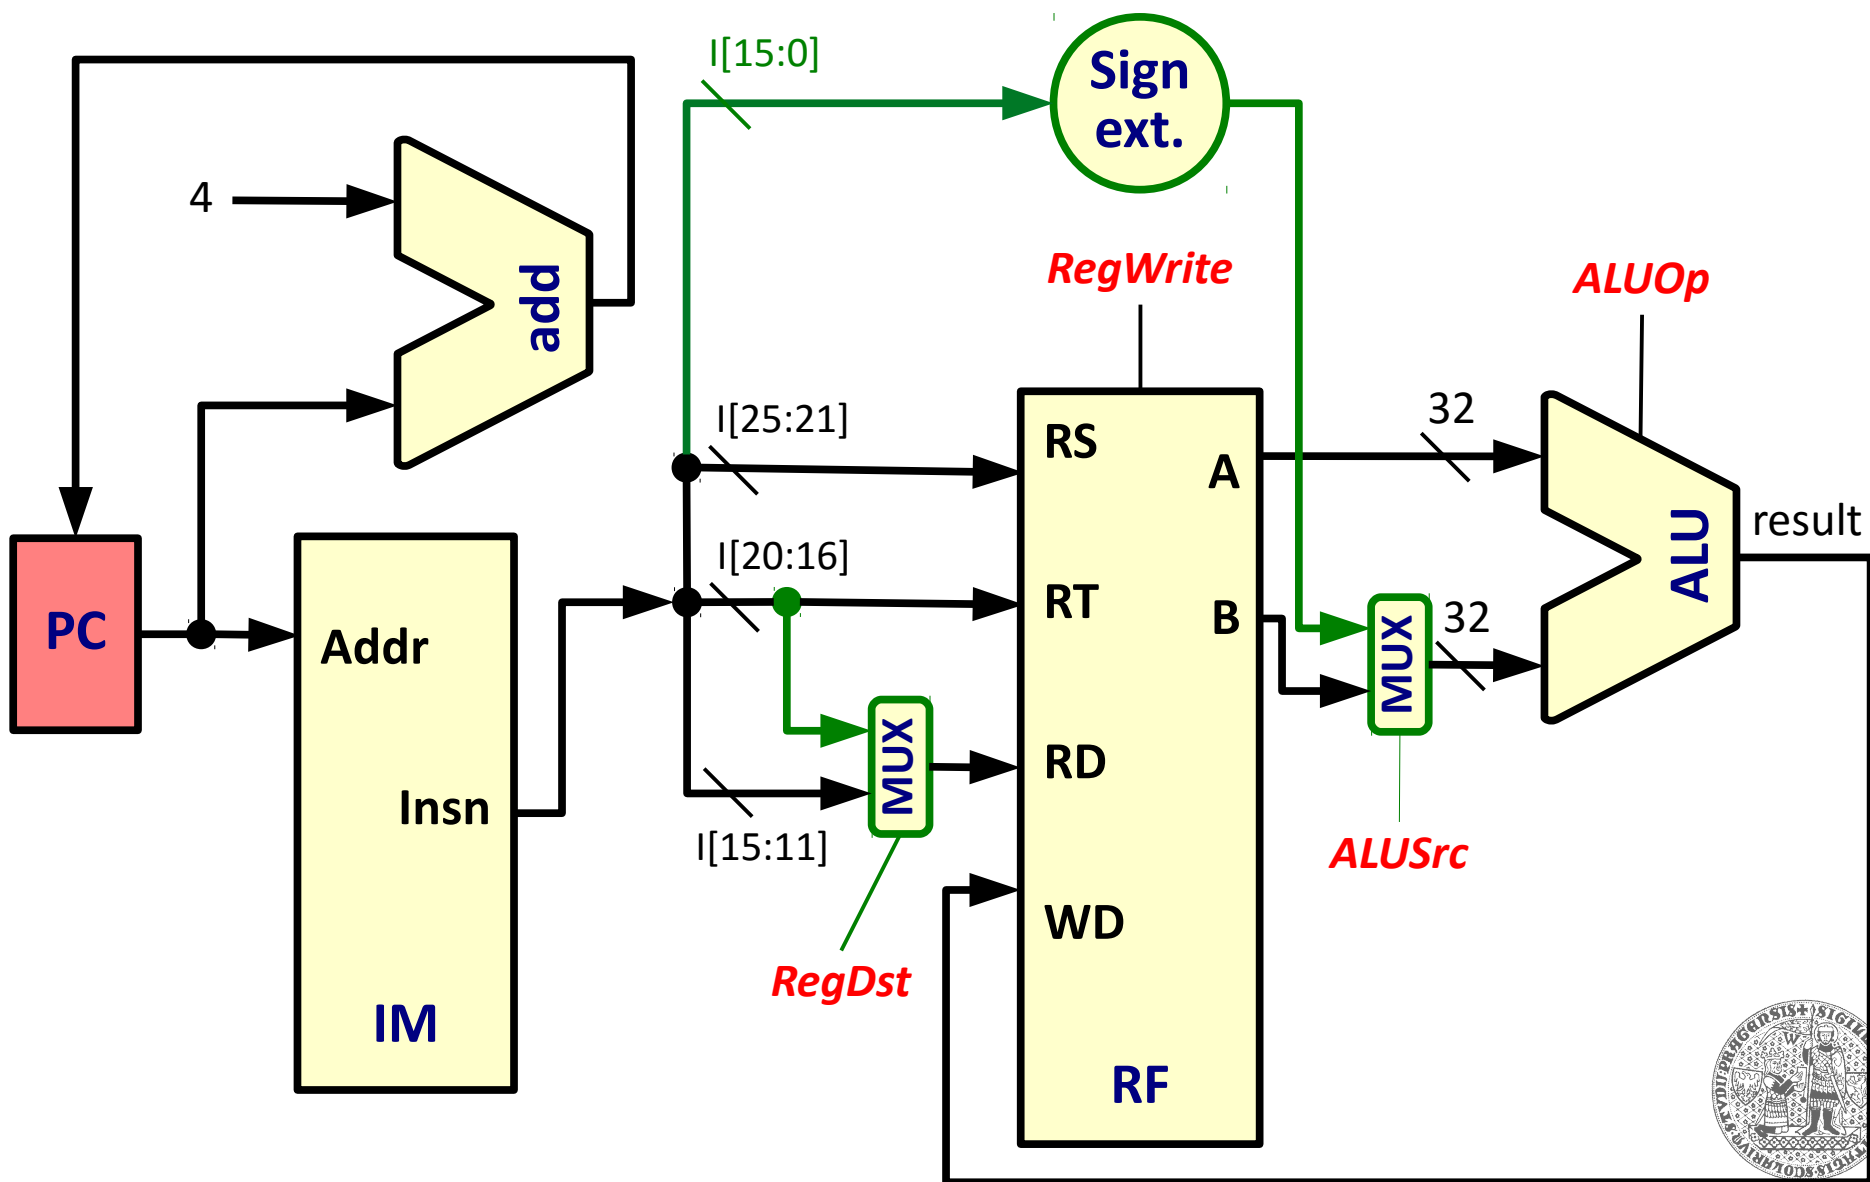 I[15:0]
Sign
ext.
4
add
RegWrite
ALUOp
I[25:21]
RS
A
32
ALU
result
PC
I[20:16]
RT
B
32
MUX
Addr
MUX
RD
Insn
I[15:11]
ALUSrc
WD
RegDst
IM
RF